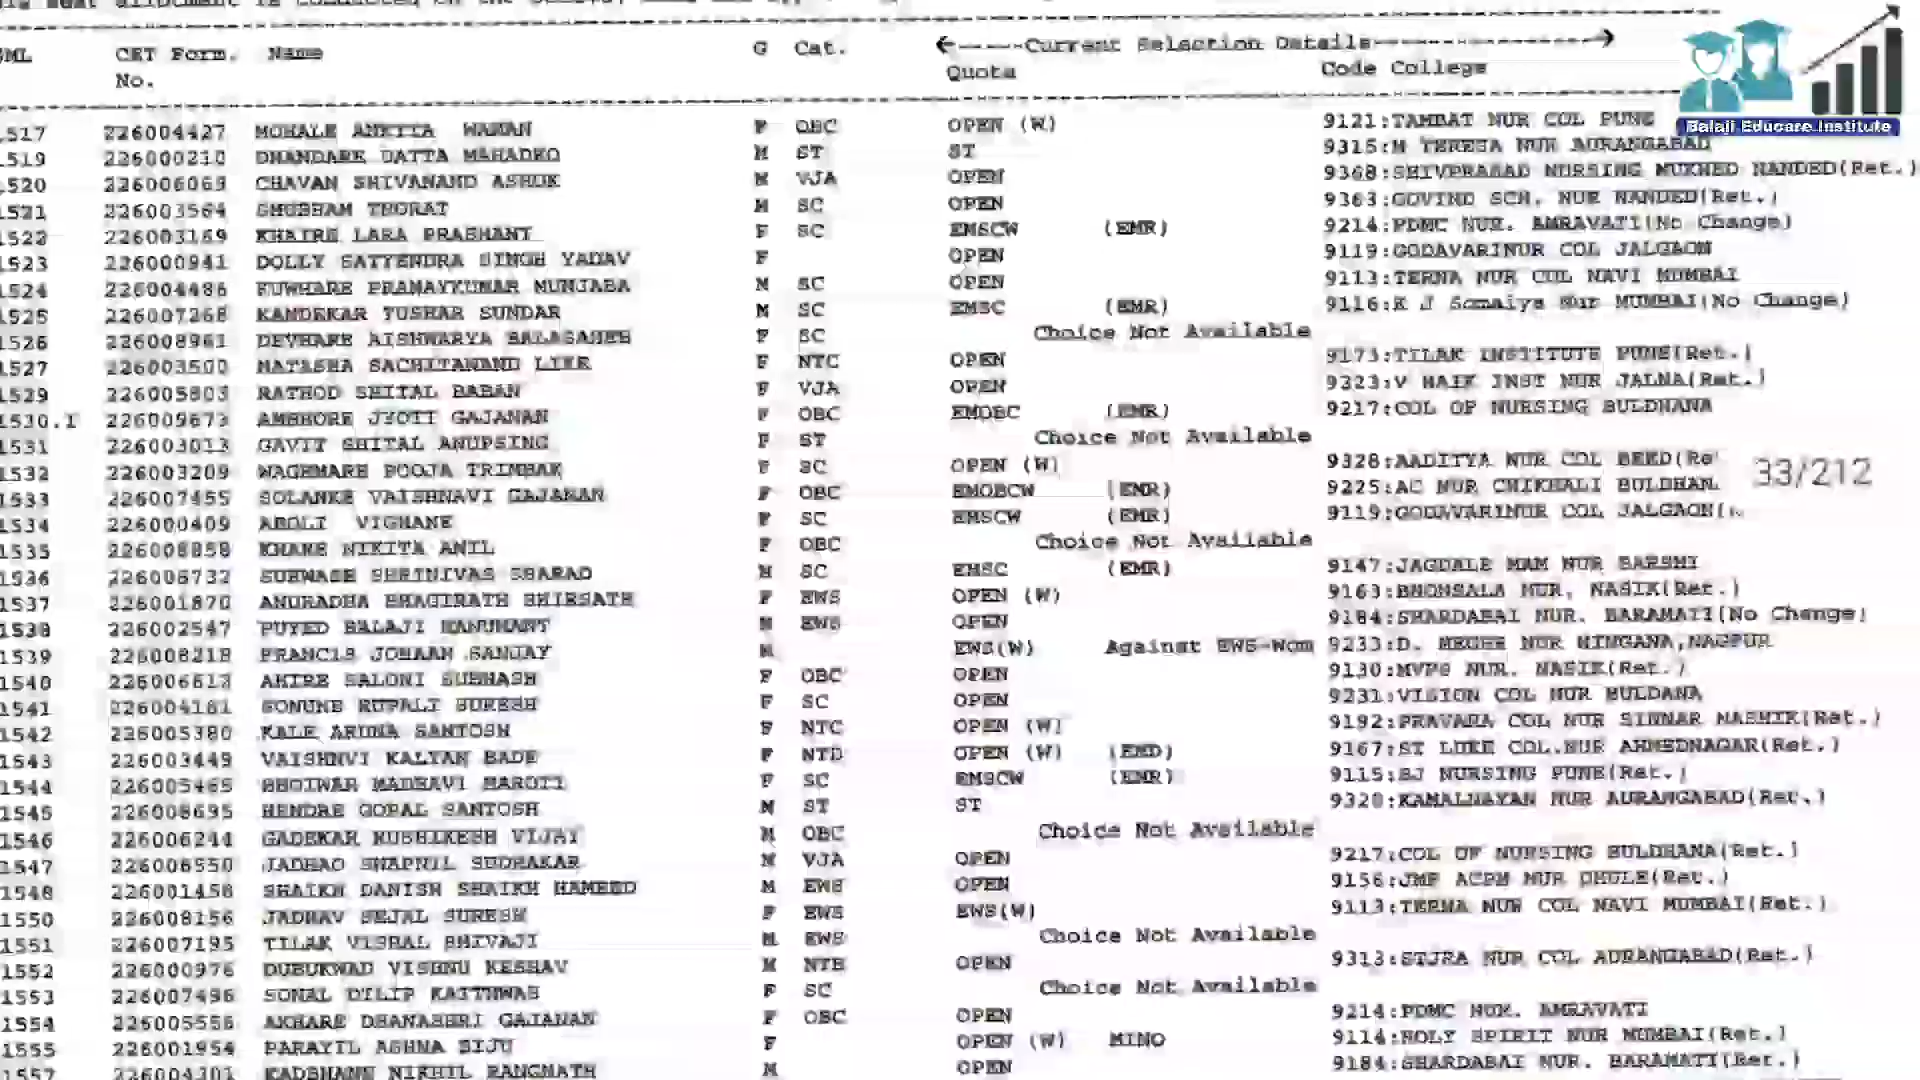 SML CET Form. Name G Cat. Current Selection Details
No. Quota Code College
Balaji Educare Institute
1517 226004427 MOHALE ANKITA WAMAN F OBC OPEN (W) 9121:TAMBAT NUR COL PUNE
1519 226000210 DHANDARE DATTA MAHADEO M ST ST 9315:M TERESA NUR AURANGABAD
1520 226006063 CHAVAN SHIVANAND ASHOK M VJA OPEN 9368:SHIVPRASAD NURSING MUKHED NANDED(Ret.)
1521 226003564 SHUBHAM THORAT M SC OPEN 9363:GOVIND SCH. NUR NANDED(Ret.)
1522 226003169 KHAIRE LARA PRASHANT F SC EMSCW (EMR) 9214:PDMC NUR. AMRAVATI(No Change)
1523 226000941 DOLLY SATYENDRA SINGH YADAV F OPEN 9119:GODAVARINUR COL JALGAON
1524 226004486 FUWHARE PRANAYKUMAR MUNJABA M SC OPEN 9113:TERNA NUR COL NAVI MUMBAI
1525 226007268 KANDEKAR TUSHAR SUNDAR M SC EMSC (EMR) 9116:K J Somaiya Nur MUMBAI(No Change)
1526 226008961 DEVHARE AISHWARYA BALASAHEB F SC Choice Not Available
1527 226003500 NATASHA SACHITANAND F NTC OPEN 9173:TILAK INSTITUTE PUNE(Ret.)
1529 226005803 RATHOD SHITAL BABAN F VJA OPEN 9323:V NAIK INST NUR JALNA(Ret.)
1530.1 226009673 AMBHORE JYOTI GAJANAN F OBC EMOBC (EMR) 9217:COL OF NURSING BULDHANA
1531 226003013 GAVIT SHITAL ANUPSING F ST Choice Not Available
1532 226003209 WAGHMARE POOJA TRIMBAK F SC OPEN (W) 9328:AADITYA NUR COL BEED(Re
33/212
1533 226007455 SOLANKE VAISHNAVI GAJANAN F OBC EMOBCW (EMR) 9225:AC NUR CHIKHALI BULDHAN
1534 226000409 AROLI VIGHANE F SC EMSCW (EMR) 9119:GODAVARINUR COL JALGAON(
1535 226008858 KHANE NIKITA ANIL F OBC Choice Not Available
1536 226006732 SURWASE SHRINIVAS SHARAD M SC EMSC (EMR) 9147:JAGDALE MAM NUR BARSHI
1537 226001870 ANURADHA BHAGIRATH SHIRSATH F EWS OPEN (W) 9163:BHONSALA NUR. NASIK(Ret.)
1538 226002547 PUYED BALAJI HANUMANT M EWS OPEN 9184:SHARDABAI NUR. BARAMATI(No Change)
1539 226008218 FRANCIS JOHAAN SANJAY M EWS(W) Against EWS-Wom 9233:D. MEGHE NUR HINGANA,NAGPUR
1540 226006613 AHIRE SALONI SUBHASH F OBC OPEN 9130:MVPS NUR. NASIK(Ret.)
1541 226004161 SONUNE RUPALI SURESH F SC OPEN 9231:VISION COL NUR BULDANA
1542 226005380 KALE ARUNA SANTOSH F NTC OPEN (W) 9192:PRAVARA COL NUR SINNAR NASHIK(Ret.)
1543 226003449 VAISHNVI KALYAN BADE F NTD OPEN (W) (EMD) 9167:ST LUKE COL.NUR AHMEDNAGAR(Ret.)
1544 226005465 BHOIWAR MADHAVI MAROTI F SC EMSCW (EMR) 9115:BJ NURSING PUNE(Ret.)
1545 226008695 HENDRE GOPAL SANTOSH M ST ST 9320:KAMALNAYAN NUR AURANGABAD(Ret.)
1546 226006244 GADEKAR RUSHIKESH VIJAY M OBC Choice Not Available
1547 226006550 JADHAO SWAPNIL SUDHAKAR M VJA OPEN 9217:COL OF NURSING BULDHANA(Ret.)
1548 226001458 SHAIKH DANISH SHAIKH HAMEED M EWS OPEN 9156:JMF ACPM NUR DHULE(Ret.)
1550 226008156 JADHAV SEJAL SURESH F EWS EWS(W) 9113:TERNA NUR COL NAVI MUMBAI(Ret.)
1551 226007195 TILAK VISHAL SHIVAJI M EWS Choice Not Available
1552 226000976 DUBUKWAD VISHNU KESHAV M NTB OPEN 9313:STJRA NUR COL AURANGABAD(Ret.)
1553 226007496 SONAL DILIP KAITHWAS F SC Choice Not Available
1554 226005556 AKHARE DHANASHRI GAJANAN F OBC OPEN 9214:PDMC NUR. AMRAVATI
1555 226001954 PARAYIL ASHNA SIJU F OPEN (W) MINO 9114:HOLY SPIRIT NUR MUMBAI(Ret.)
1557 226004301 KADBHANE NIKHIL RANGNATH M OPEN 9184:SHARDABAI NUR. BARAMATI(Ret.)